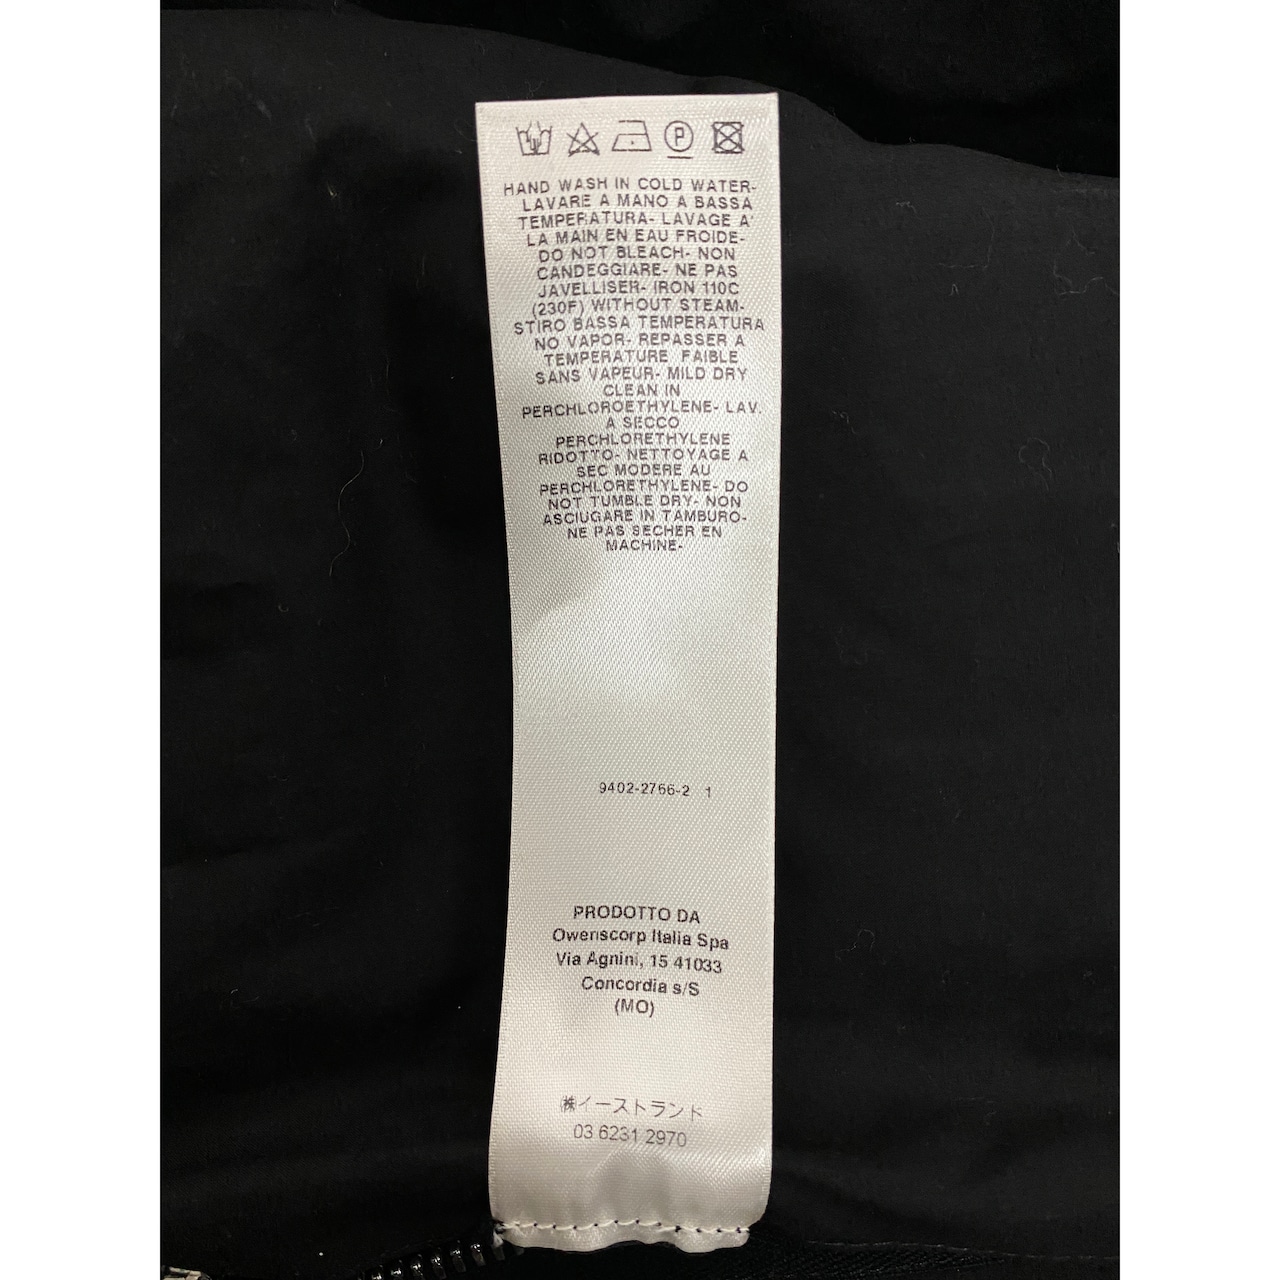 HAND WASH IN COLD WATER-
LAVARE A MANO A BASSA
TEMPERATURA- LAVAGE A'
LA MAIN EN EAU FROIDE-
DO NOT BLEACH- NON
CANDEGGIARE- NE PAS
JAVELLISER- IRON 110C
(230F) WITHOUT STEAM-
STIRO BASSA TEMPERATURA
NO VAPOR- REPASSER A
TEMPERATURE FAIBLE
SANS VAPEUR- MILD DRY
CLEAN IN
PERCHLOROETHYLENE- LAV.
A SECCO
PERCHLORETHYLENE
RIDOTTO- NETTOYAGE A
SEC MODERE AU
PERCHLORETHYLENE- DO
NOT TUMBLE DRY- NON
ASCIUGARE IN TAMBURO-
NE PAS SECHER EN
MACHINE-
9402-2766-2 1
PRODOTTO DA
Owenscorp Italia Spa
Via Agnini, 15 41033
Concordia s/S
(MO)
㈱イーストランド
03 6231 2970